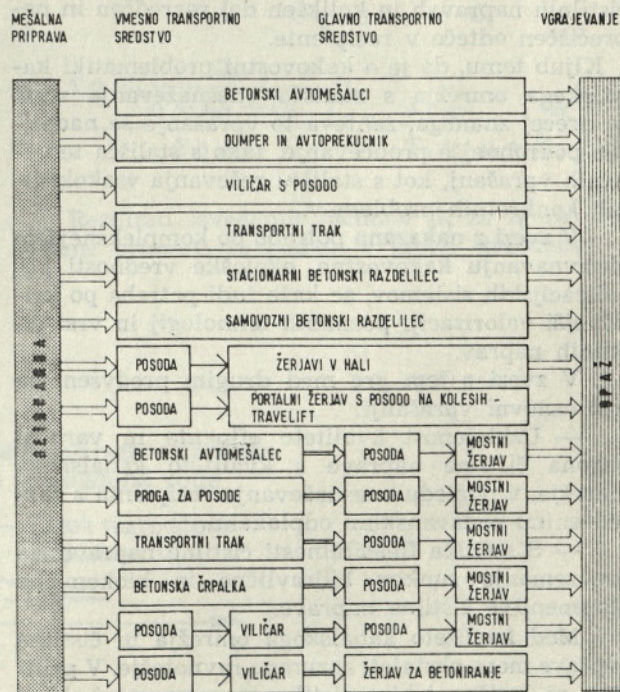 MEŠALNA PRIPRAVA
VMESNO TRANSPORTNO SREDSTVO
GLAVNO TRANSPORTNO SREDSTVO
VGRAJEVANJE
BETONSKI AVTOMEŠALCI
DUMPER IN AVTOPREKUCNIK
VILIČAR S POSODO
TRANSPORTNI TRAK
STACIONARNI BETONSKI RAZDELILEC
SAMOVOZNI BETONSKI RAZDELILEC
POSODA ŽERJAVI V HALI
POSODA PORTALNI ŽERJAV S POSODO NA KOLESIH -
TRAVELIFT
BETONSKI AVTOMEŠALEC POSODA MOSTNI
ŽERJAV
PROGA ZA POSODE POSODA MOSTNI
ŽERJAV
TRANSPORTNI TRAK POSODA MOSTNI
ŽERJAV
BETONSKA ČRPALKA POSODA MOSTNI
ŽERJAV
POSODA VILIČAR POSODA MOSTNI
ŽERJAV
POSODA VILIČAR ŽERJAV ZA BETONIRANJE
OPAŽ